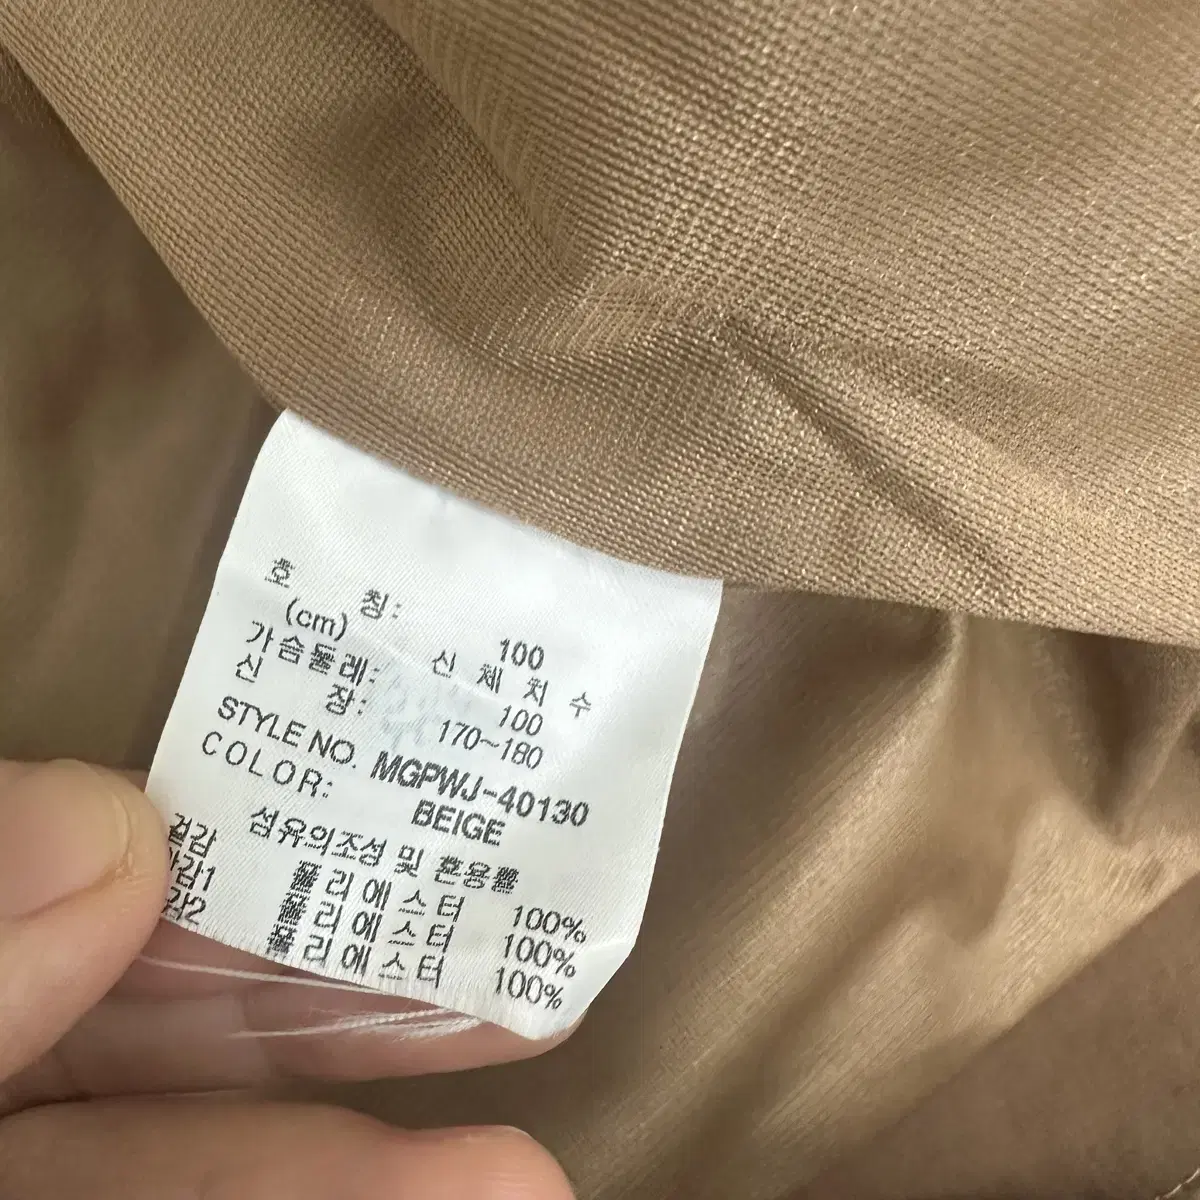 호 칭: 100
(cm) 신 체 치 수
가슴둘레: 100
신 장: 170~180
STYLE NO. MGPWJ-40130
COLOR: BEIGE
섬유의조성 및 혼용률
겉감 폴리에스터 100%
감1 폴리에스터 100%
감2 폴리에스터 100%